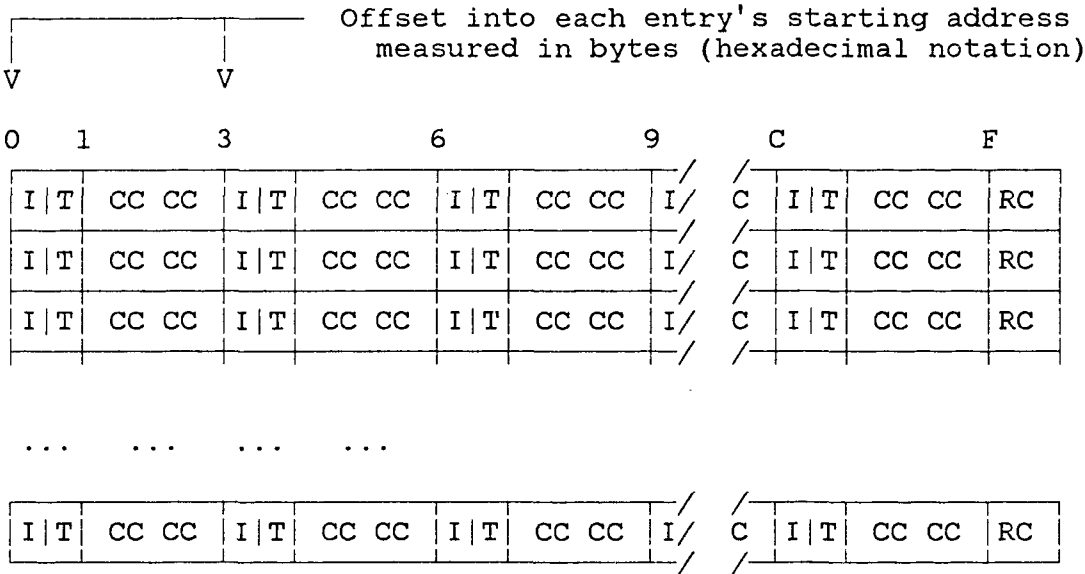 Offset into each entry's starting address
measured in bytes (hexadecimal notation)
V V
0 1 3 6 9 C F
I|T CC CC I|T CC CC I|T CC CC I/ C I|T CC CC RC
I|T CC CC I|T CC CC I|T CC CC I/ C I|T CC CC RC
I|T CC CC I|T CC CC I|T CC CC I/ C I|T CC CC RC
... ... ... ...
I|T CC CC I|T CC CC I|T CC CC I/ C I|T CC CC RC